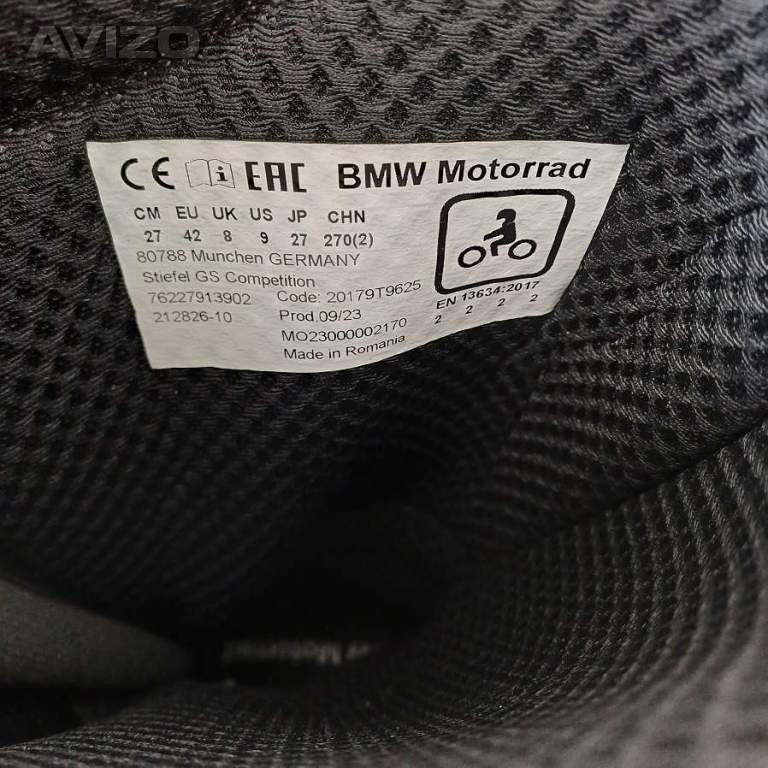 AVIZO
CE i EAC BMW Motorrad
CM EU UK US JP CHN
27 42 8 9 27 270(2)
80788 Munchen GERMANY
Stiefel GS Competition
76227913902 Code: 20179T9625
212826-10 Prod.09/23
MO23000002170
Made in Romania
EN 13634:2017
2 2 2 2